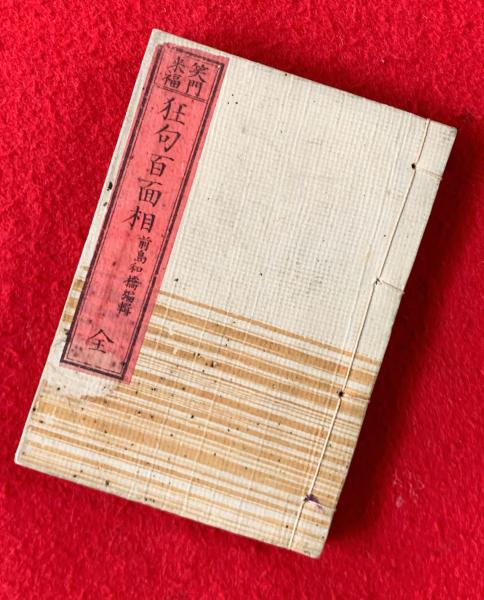 笑門
来福
狂句百面相
前島和橋編輯
全